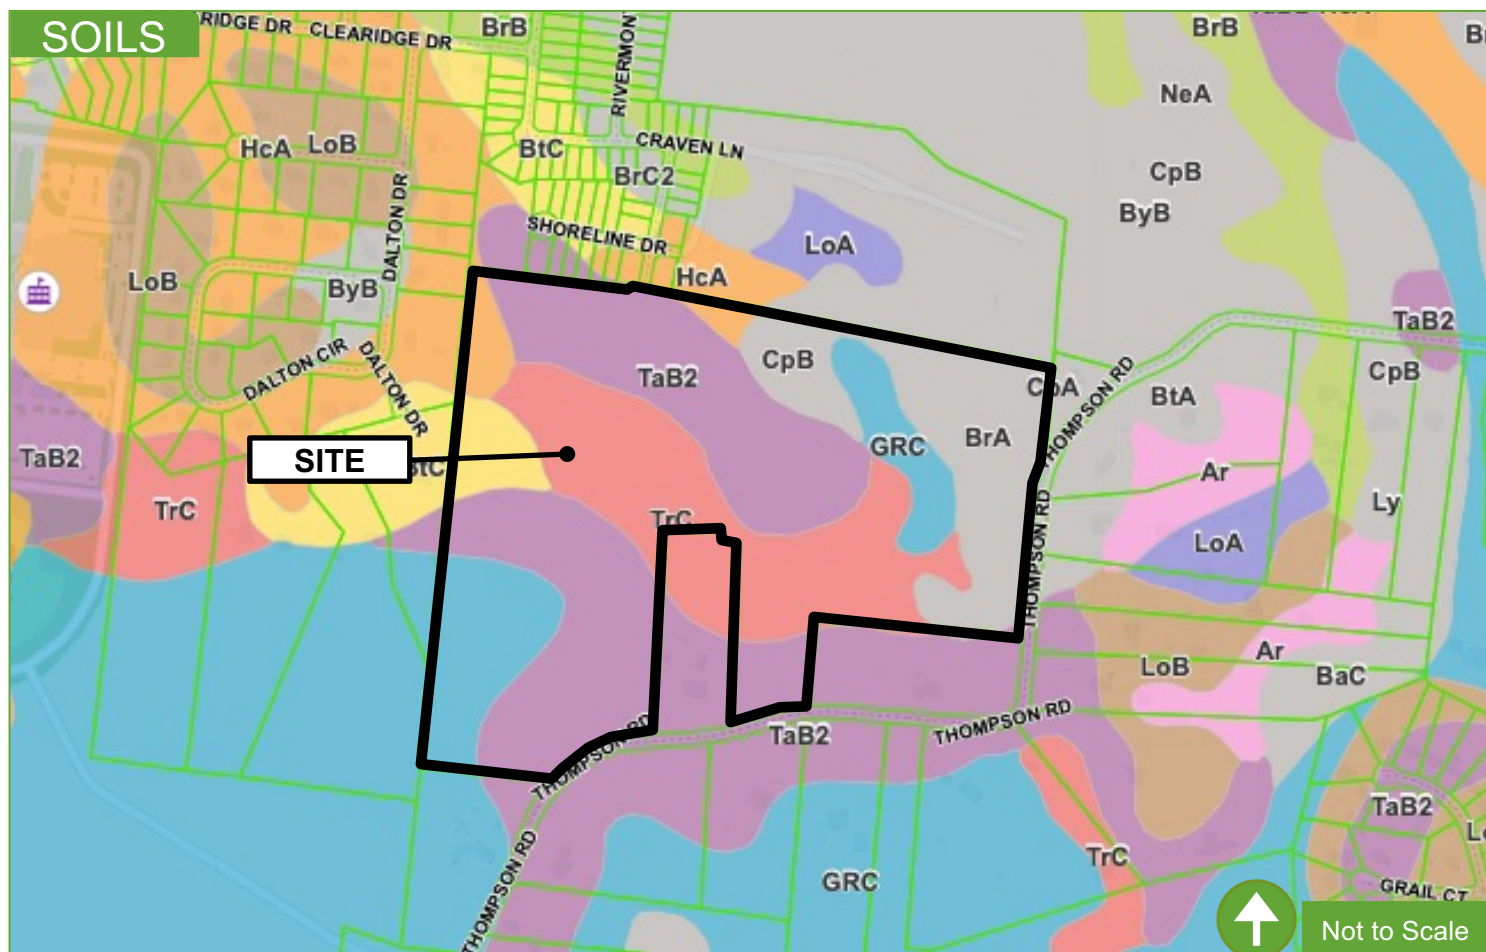 SOILS
RIDGE DR
CLEARIDGE DR
BrB
RIVERMONT
BrB
NeA
HcA
LoB
BtC
CRAVEN LN
BrC2
CpB
ByB
DALTON DR
SHORELINE DR
LoA
LoB
ByB
HcA
TaB2
DALTON CIR
DALTON DR
TaB2
CpB
CpA
THOMPSON RD
BtA
CpB
TaB2
SITE
BtC
GRC
BrA
Ar
TrC
TrC
THOMPSON RD
LoA
Ly
LoB
Ar
BaC
THOMPSON RD
TaB2
THOMPSON RD
TaB2
THOMPSON RD
TrC
GRC
GRAIL CT
Not to Scale